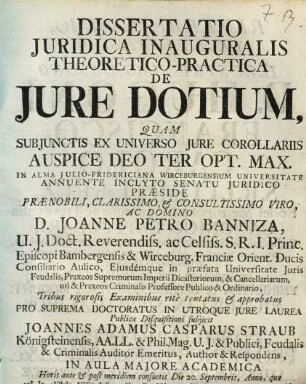 7 B.
DISSERTATIO
JURIDICA INAUGURALIS
THEORETICO-PRACTICA
DE
JURE DOTIUM,
QUAM
SUBJUNCTIS EX UNIVERSO JURE COROLLARIIS
AUSPICE DEO TER OPT. MAX.
IN ALMA JULIO-FRIDERICIANA WIRCEBURGENSIUM UNIVERSITATE
ANNUENTE INCLYTO SENATU JURIDICO
PRÆSIDE
PRÆNOBILI, CLARISSIMO, & CONSULTISSIMO VIRO,
AC DOMINO
D. JOANNE PETRO BANNIZA,
U. J. Doct. Reverendiss. ac Celsiss. S. R. I. Princ.
Episcopi Bambergensis & Wirceburg. Franciæ Orient. Ducis
Consiliario Aulico, Ejusdémque in præfata Universitate Juris
Feudalis, Praxeos Supremorum Imperii Dicasteriorum, & Cancellariarum,
uti & Praxeos Criminalis Professore Publico & Ordinario,
Tribus rigorosis Examinibus ritè tentatus & approbatus
PRO SUPREMA DOCTORATUS IN UTROQUE JURE LAUREA
Publicæ Disquisitioni subjecit
JOANNES ADAMUS CASPARUS STRAUB
Königsteinensis, AA.LL. & Phil. Mag. U. J. & Publici, Feudalis
& Criminalis Auditor Emeritus, Author & Respondens,
IN AULA MAJORE ACADEMICA
Horis ante & post meridiem consuetis Die 20. Septembris, Anno, quo